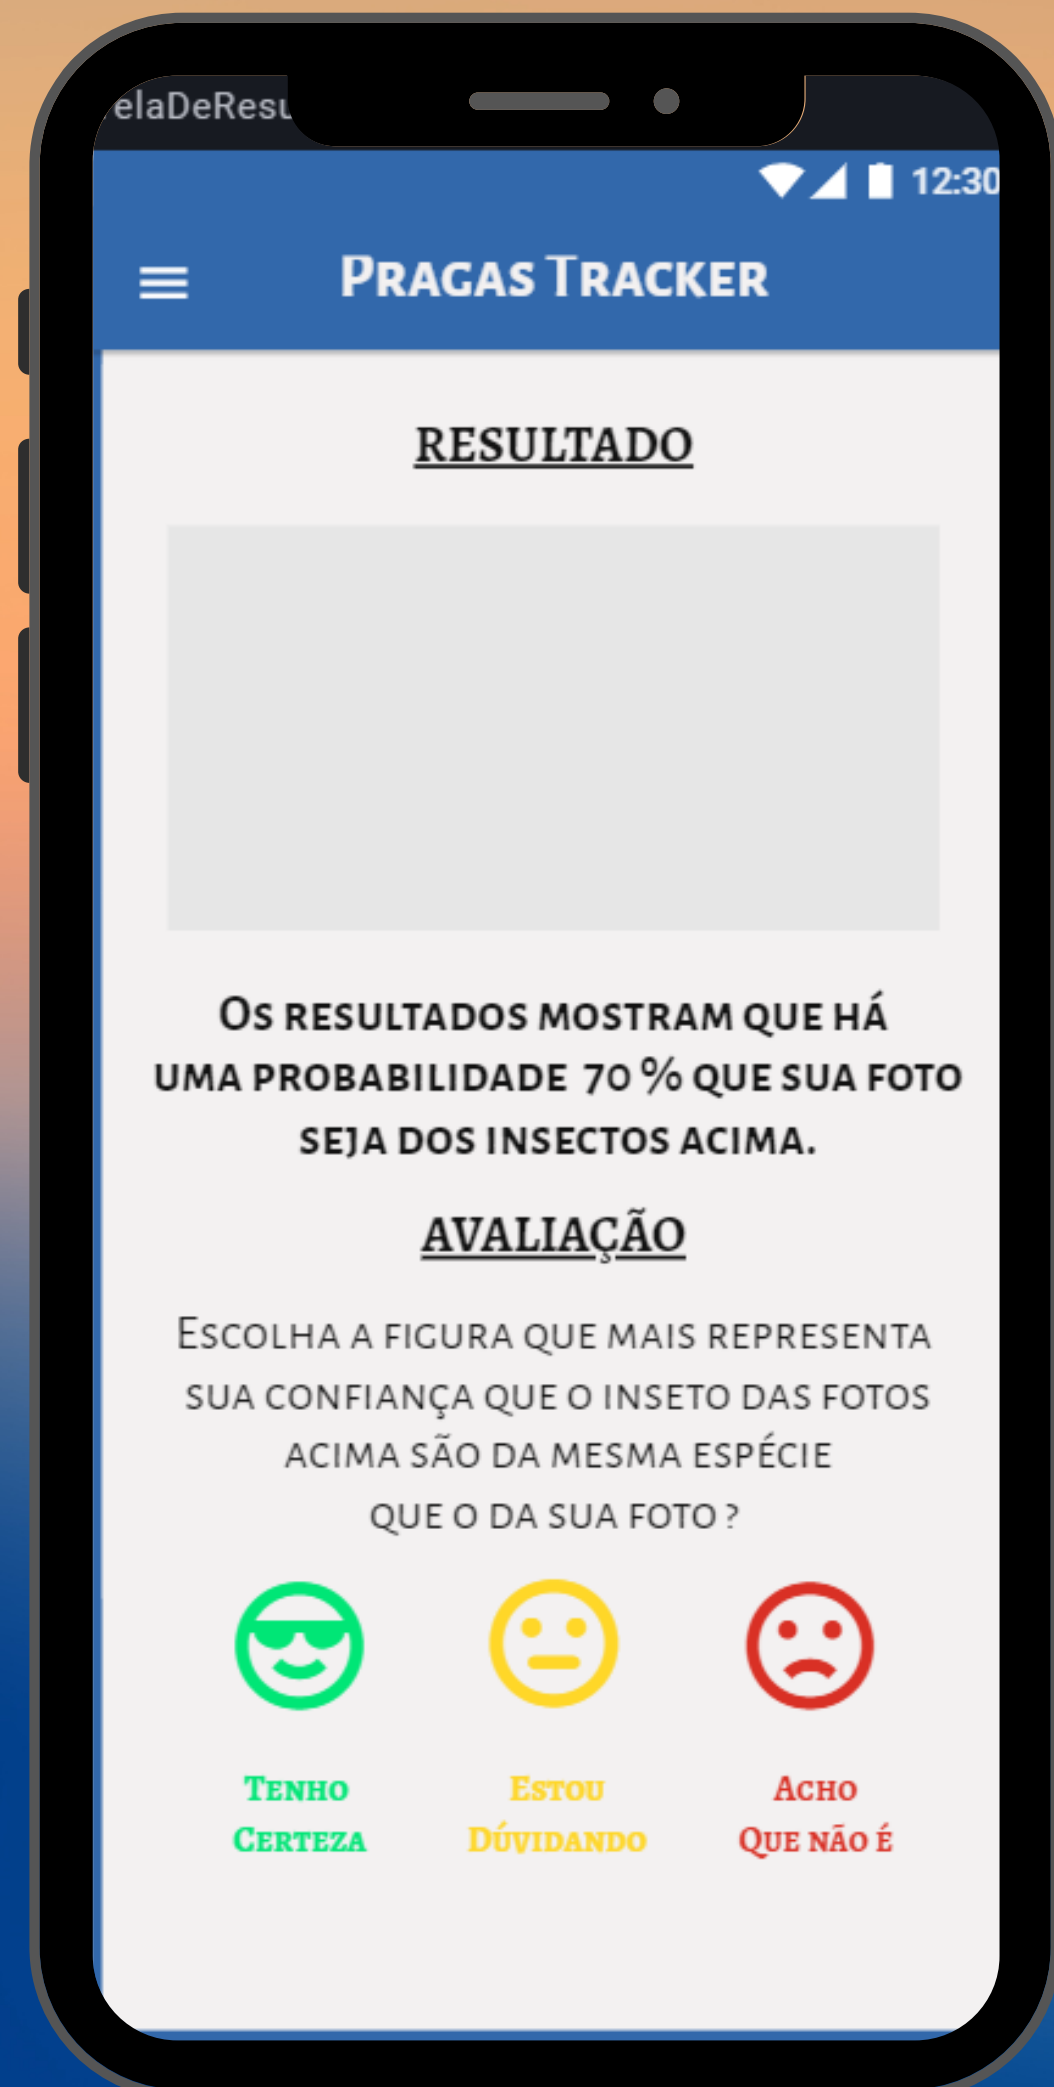 elaDeResu
12:30
Pragas Tracker
RESULTADO
Os resultados mostram que há
uma probabilidade 70 % que sua foto
seja dos insectos acima.
AVALIAÇÃO
Escolha a figura que mais representa
sua confiança que o inseto das fotos
acima são da mesma espécie
que o da sua foto ?
Tenho
Certeza
Estou
Dúvidando
Acho
Que não é